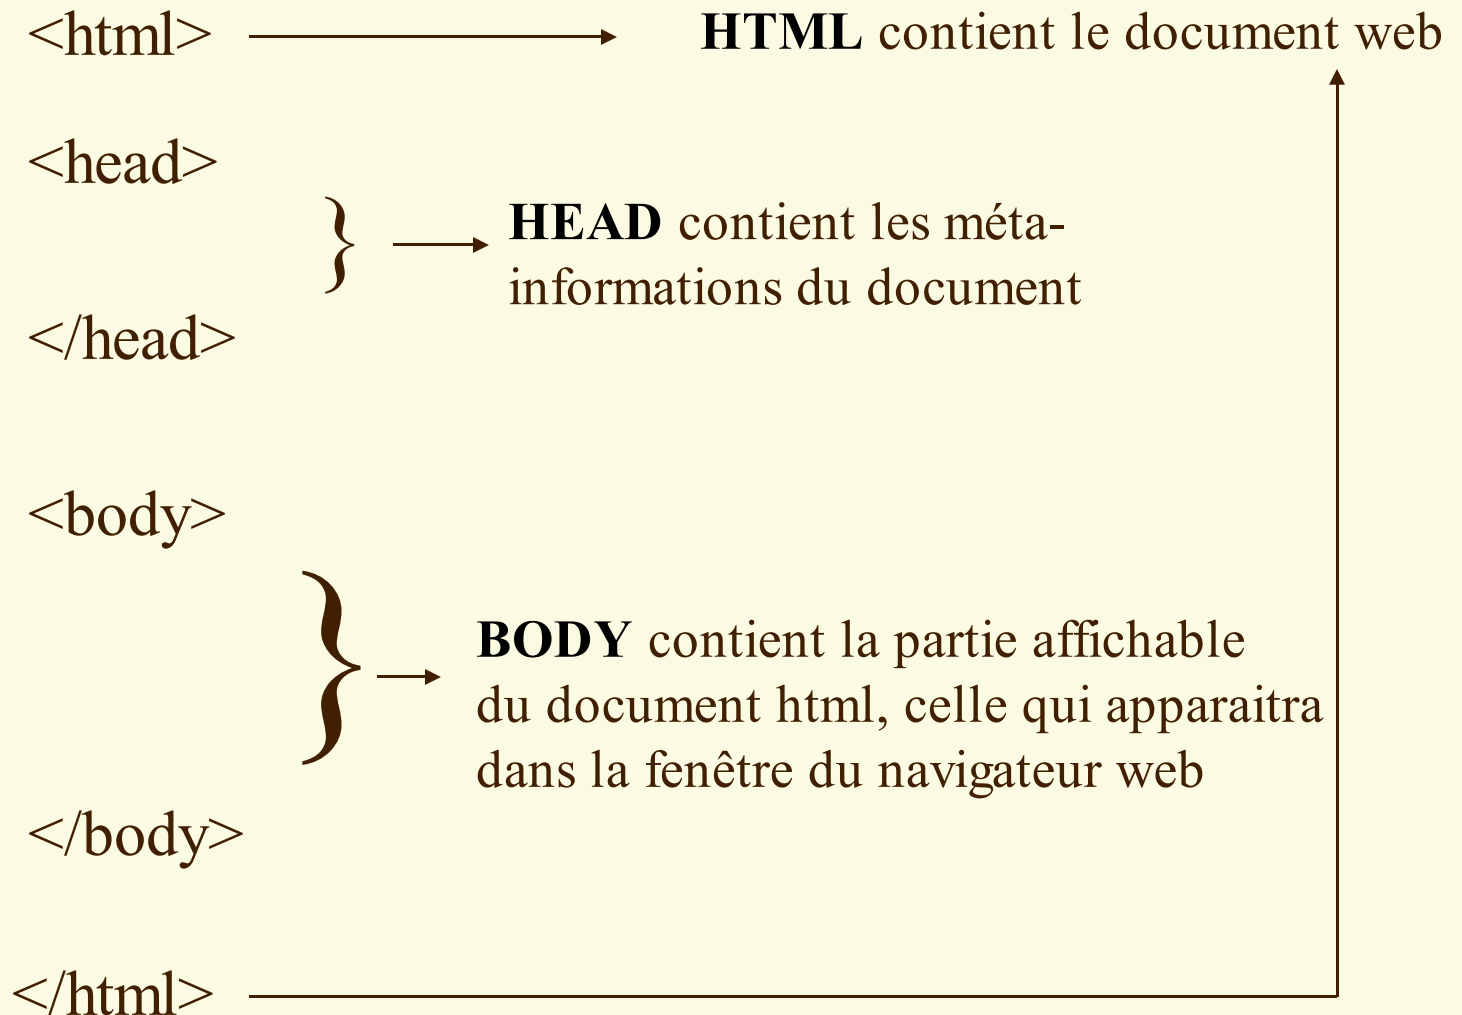 <html>
HTML contient le document web
<head>
HEAD contient les méta-
informations du document
</head>
<body>
BODY contient la partie affichable
du document html, celle qui apparaitra
dans la fenêtre du navigateur web
</body>
</html>